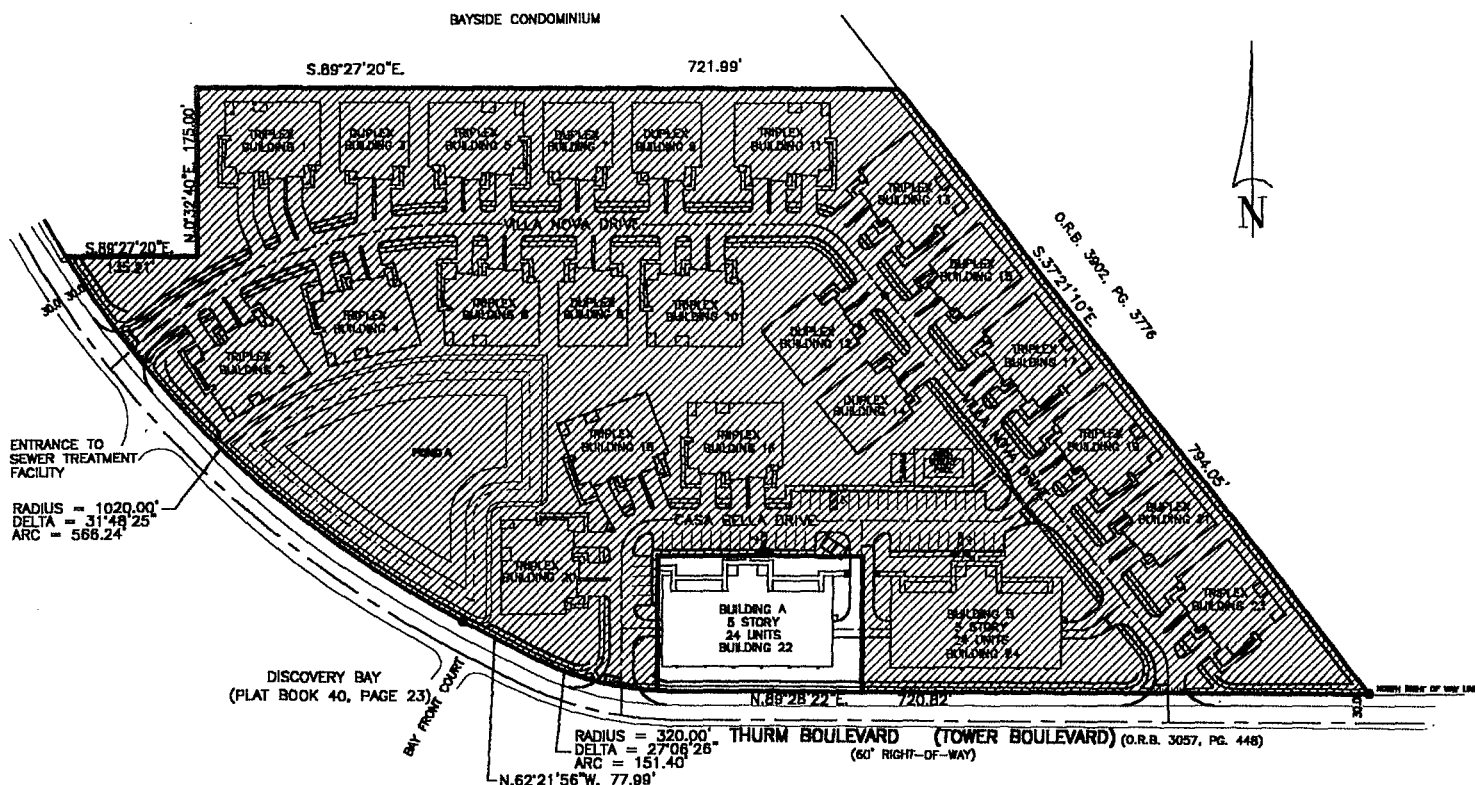 BAYSIDE CONDOMINIUM
S.89°27'20"E.
721.99'
N.0°32'40"E. 175.00'
S.89°27'20"E.
135.21'
30.0
30.0
TRIPLEX
BUILDING 1
DUPLEX
BUILDING 3
TRIPLEX
BUILDING 5
DUPLEX
BUILDING 7
DUPLEX
BUILDING 9
TRIPLEX
BUILDING 11
TRIPLEX
BUILDING 13
N
VILLA NOVA DRIVE
O.R.B. 3902, PG. 3776
S.37°21'10"E.
794.05'
DUPLEX
BUILDING 15
TRIPLEX
BUILDING 2
TRIPLEX
BUILDING 4
TRIPLEX
BUILDING 6
DUPLEX
BUILDING 8
TRIPLEX
BUILDING 10
DUPLEX
BUILDING 12
DUPLEX
BUILDING 14
TRIPLEX
BUILDING 17
VILLA NOVA DRIVE
TRIPLEX
BUILDING 19
DUPLEX
BUILDING 21
TRIPLEX
BUILDING 23
ENTRANCE TO
SEWER TREATMENT
FACILITY
RADIUS = 1020.00'
DELTA = 31°48'25"
ARC = 566.24'
POND A
TRIPLEX
BUILDING 18
TRIPLEX
BUILDING 16
CASA BELLA DRIVE
TRIPLEX
BUILDING 20
BUILDING A
5 STORY
24 UNITS
BUILDING 22
BUILDING B
5 STORY
24 UNITS
BUILDING 24
DISCOVERY BAY
(PLAT BOOK 40, PAGE 23)
BAY FRONT COURT
N.89°28'22"E.
720.82'
NORTH RIGHT OF WAY LINE
30.0
RADIUS = 320.00'
DELTA = 27°06'26"
ARC = 151.40'
N.62°21'56"W. 77.99'
THURM BOULEVARD (TOWER BOULEVARD) (O.R.B. 3057, PG. 448)
(60' RIGHT-OF-WAY)